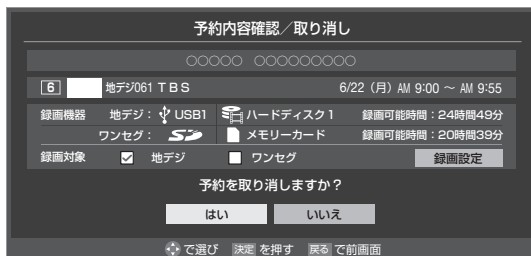 予約内容確認／取り消し
○○○○○ ○○○○○○○○○
6 地デジ061 TBS 6/22（月）AM 9:00 ～ AM 9:55
録画機器 地デジ： USB1 ハードディスク1 録画可能時間：24時間49分
ワンセグ： SD メモリーカード 録画可能時間：20時間39分
録画対象 地デジ ワンセグ 録画設定
予約を取り消しますか？
はい いいえ
で選び 決定 を押す 戻る で前画面